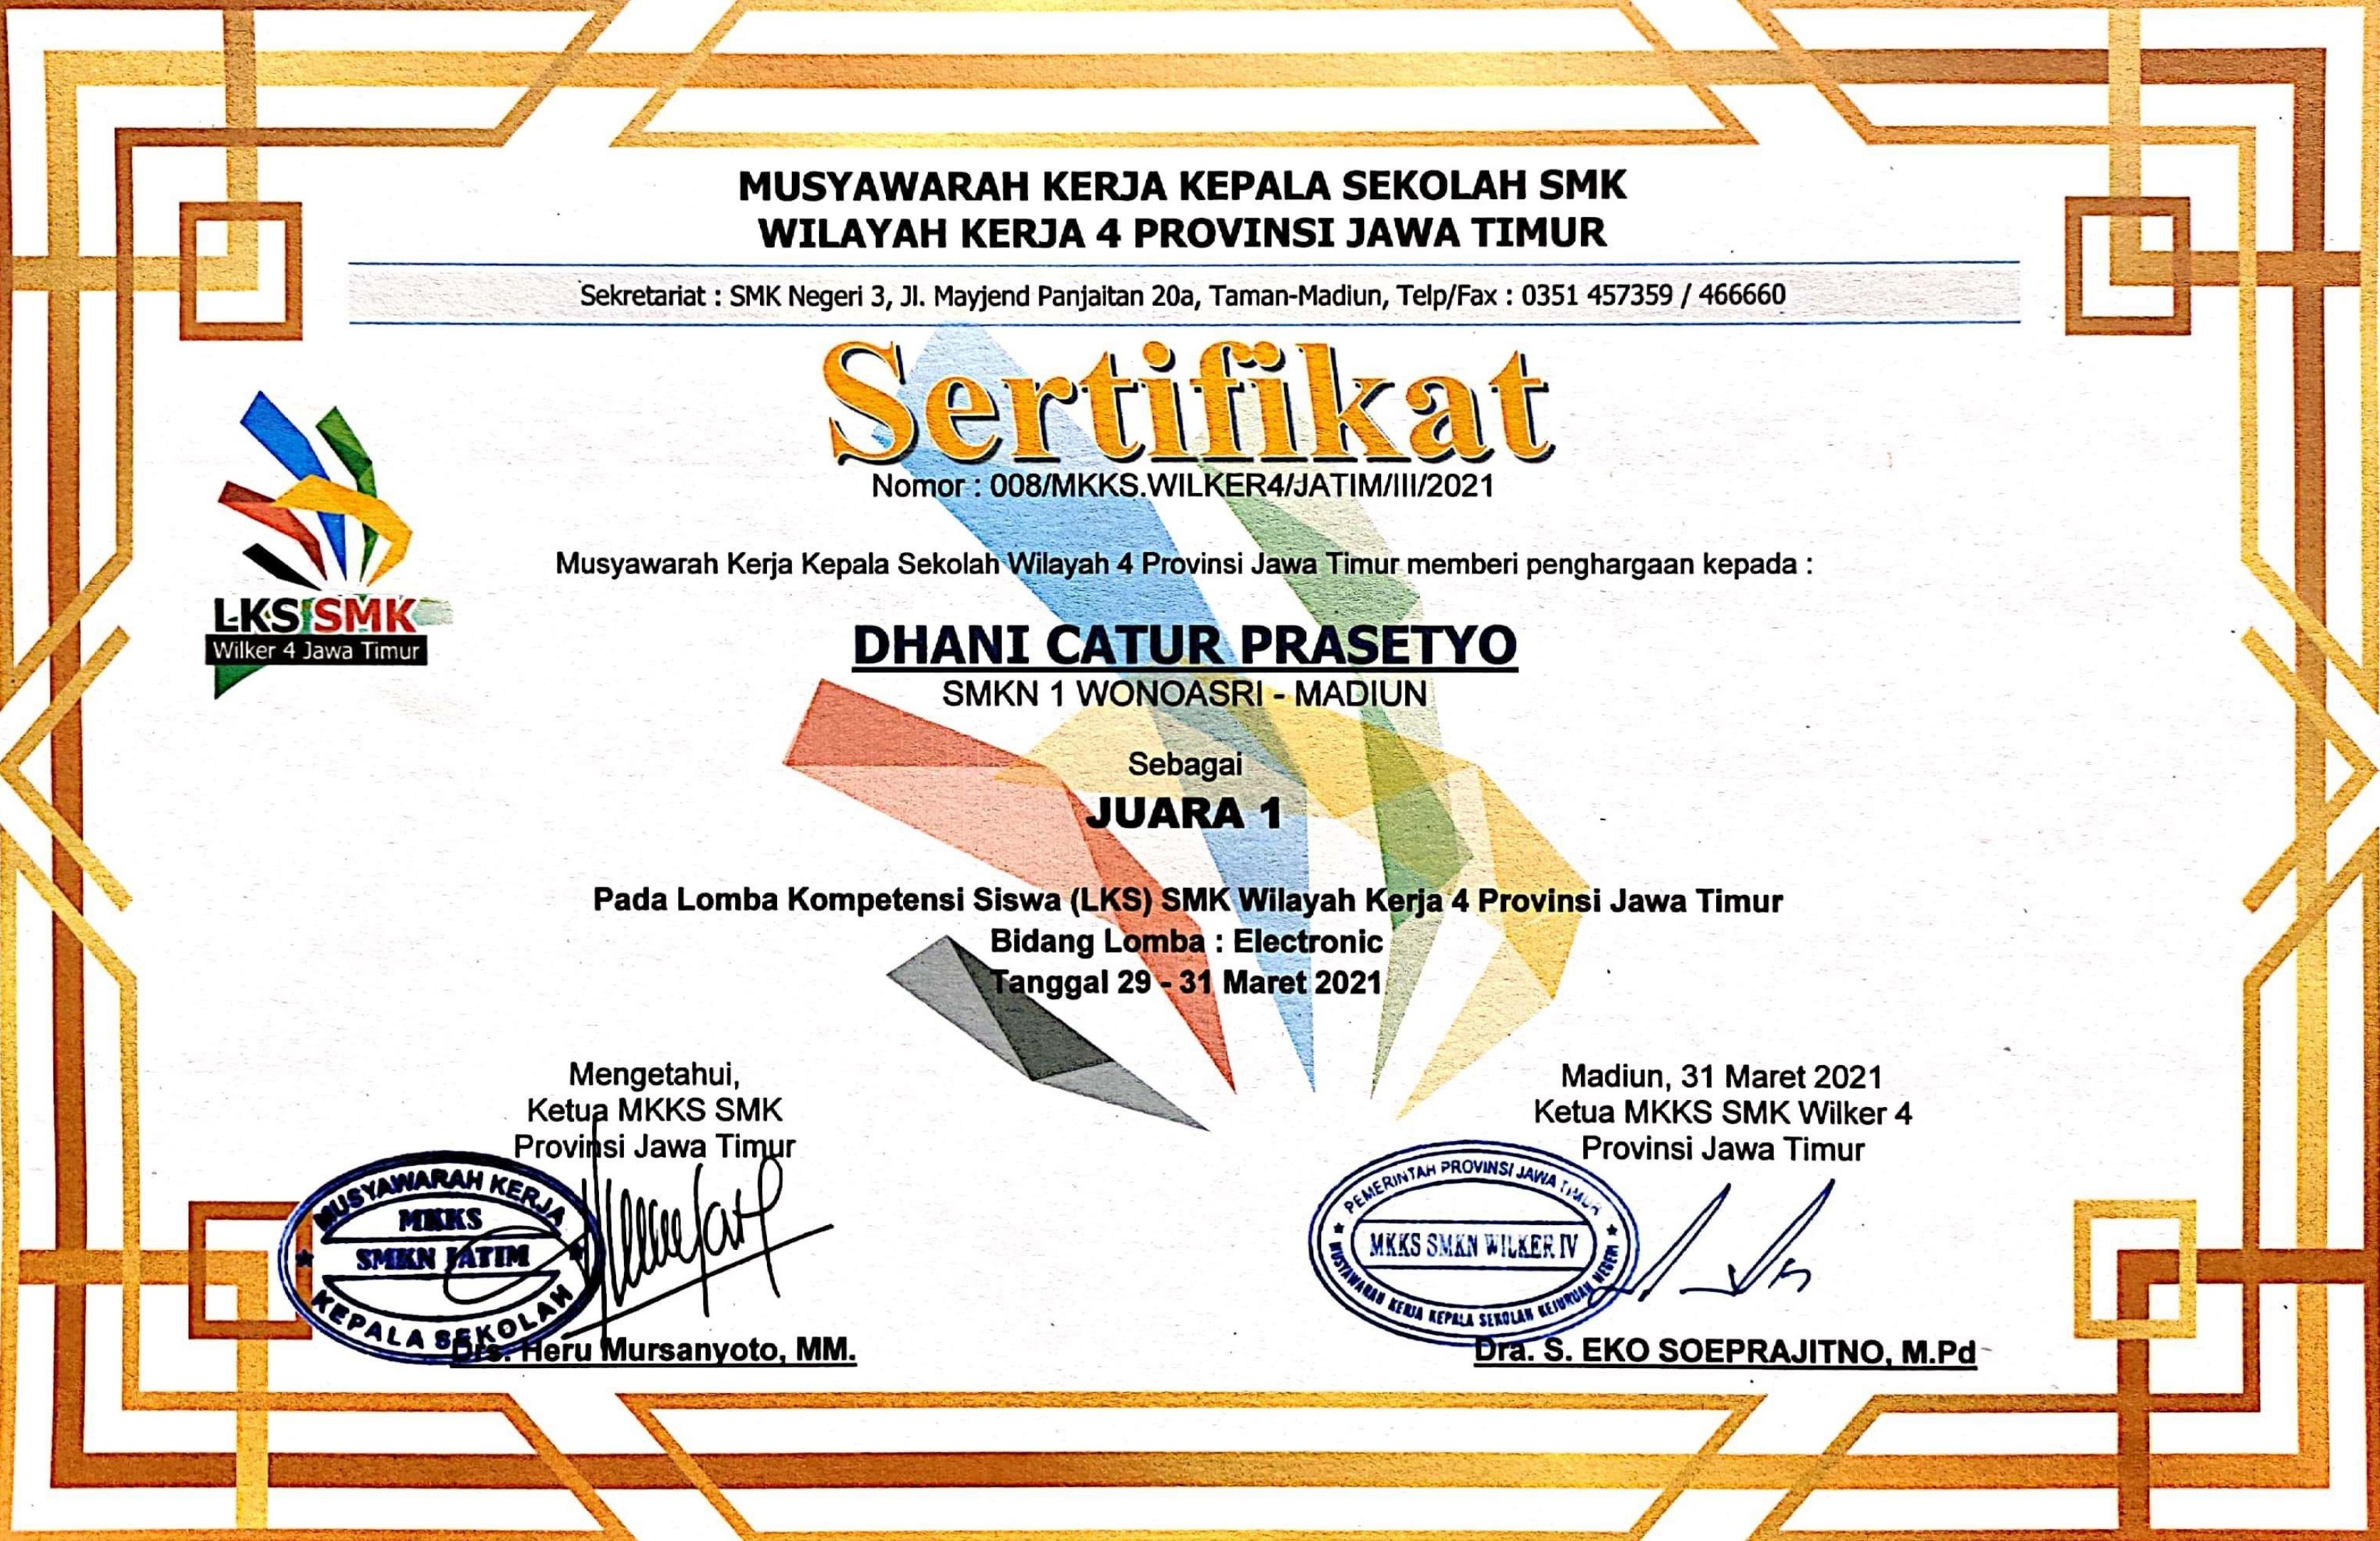 MUSYAWARAH KERJA KEPALA SEKOLAH SMK
WILAYAH KERJA 4 PROVINSI JAWA TIMUR
Sekretariat : SMK Negeri 3, Jl. Mayjend Panjaitan 20a, Taman-Madiun, Telp/Fax : 0351 457359 / 466660
Sertifikat
Nomor : 008/MKKS.WILKER4/JATIM/III/2021
LKS SMK
Wilker 4 Jawa Timur
Musyawarah Kerja Kepala Sekolah Wilayah 4 Provinsi Jawa Timur memberi penghargaan kepada :
DHANI CATUR PRASETYO
SMKN 1 WONOASRI - MADIUN
Sebagai
JUARA 1
Pada Lomba Kompetensi Siswa (LKS) SMK Wilayah Kerja 4 Provinsi Jawa Timur
Bidang Lomba : Electronic
Tanggal 29 - 31 Maret 2021
Mengetahui,
Ketua MKKS SMK
Provinsi Jawa Timur
MUSYAWARAH KERJA
MKKS
SMKN JATIM
KEPALA SEKOLAH
Drs. Heru Mursanyoto, MM.
Madiun, 31 Maret 2021
Ketua MKKS SMK Wilker 4
Provinsi Jawa Timur
PEMERINTAH PROVINSI JAWA TIMUR
MKKS SMKN WILKER IV
MUSYAWARAH KERJA KEPALA SEKOLAH KEJURUAN NEGERI
Dra. S. EKO SOEPRAJITNO, M.Pd